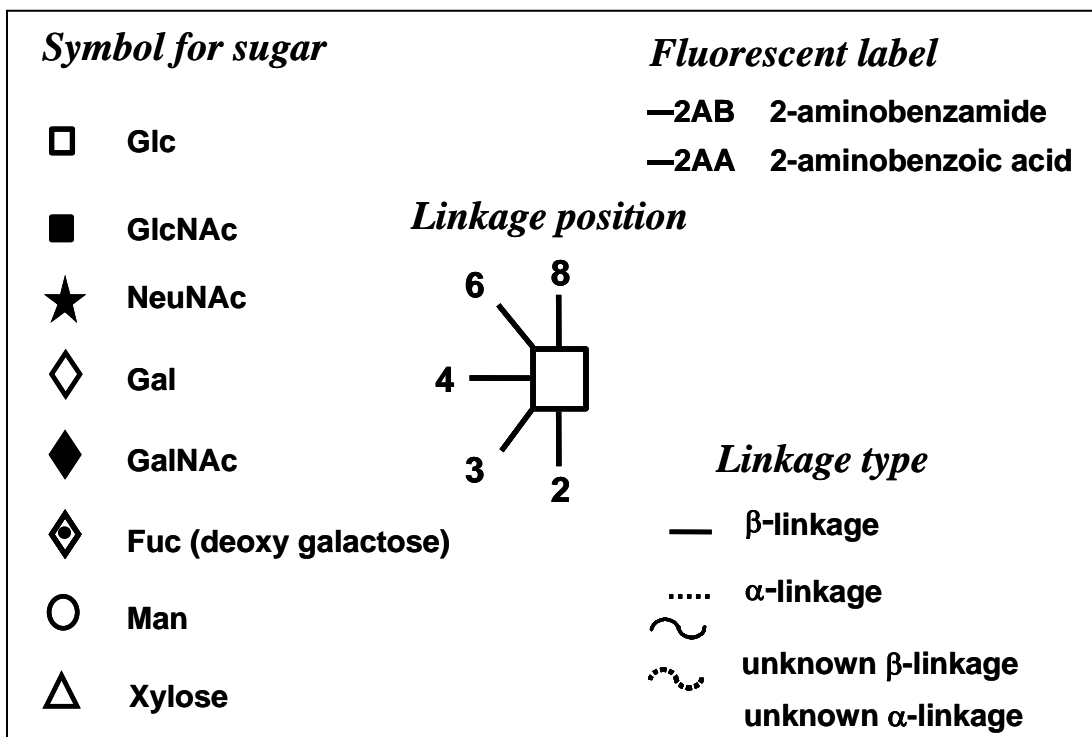 Symbol for sugar
Glc
GlcNAc
NeuNAc
Gal
GalNAc
Fuc (deoxy galactose)
Man
Xylose
Fluorescent label
—2AB 2-aminobenzamide
—2AA 2-aminobenzoic acid
Linkage position
8
6
4
3
2
Linkage type
β-linkage
α-linkage
unknown β-linkage
unknown α-linkage